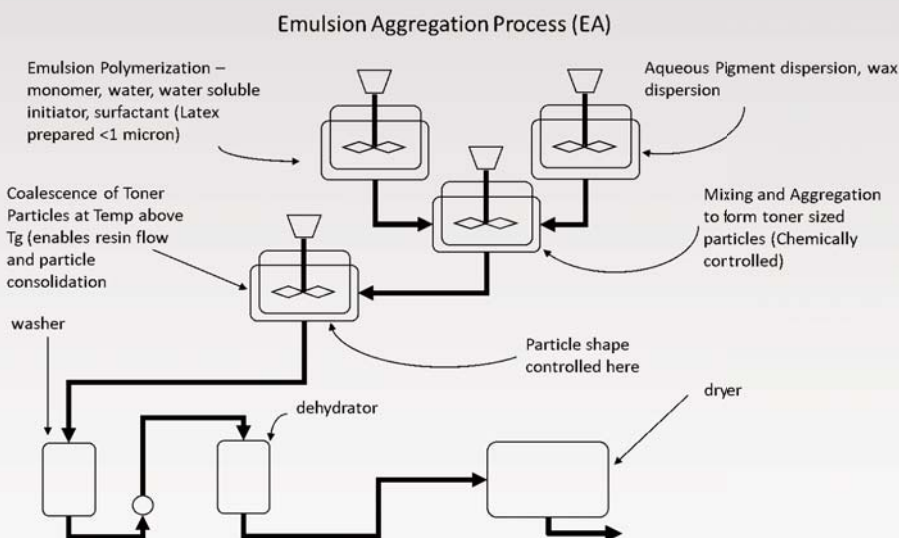 Emulsion Aggregation Process (EA)
Emulsion Polymerization –
monomer, water, water soluble
initiator, surfactant (Latex
prepared <1 micron)
Aqueous Pigment dispersion, wax
dispersion
Coalescence of Toner
Particles at Temp above
Tg (enables resin flow
and particle
consolidation
Mixing and Aggregation
to form toner sized
particles (Chemically
cortrolled)
washer
Particle shape
controlled here
dehydrator
dryer